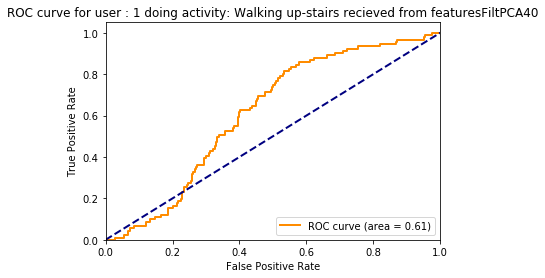 ROC curve for user : 1 doing activity: Walking up-stairs recieved from featuresFiltPCA40
True Positive Rate
1.0
0.8
0.6
0.4
0.2
0.0
ROC curve (area = 0.61)
0.0 0.2 0.4 0.6 0.8 1.0
False Positive Rate